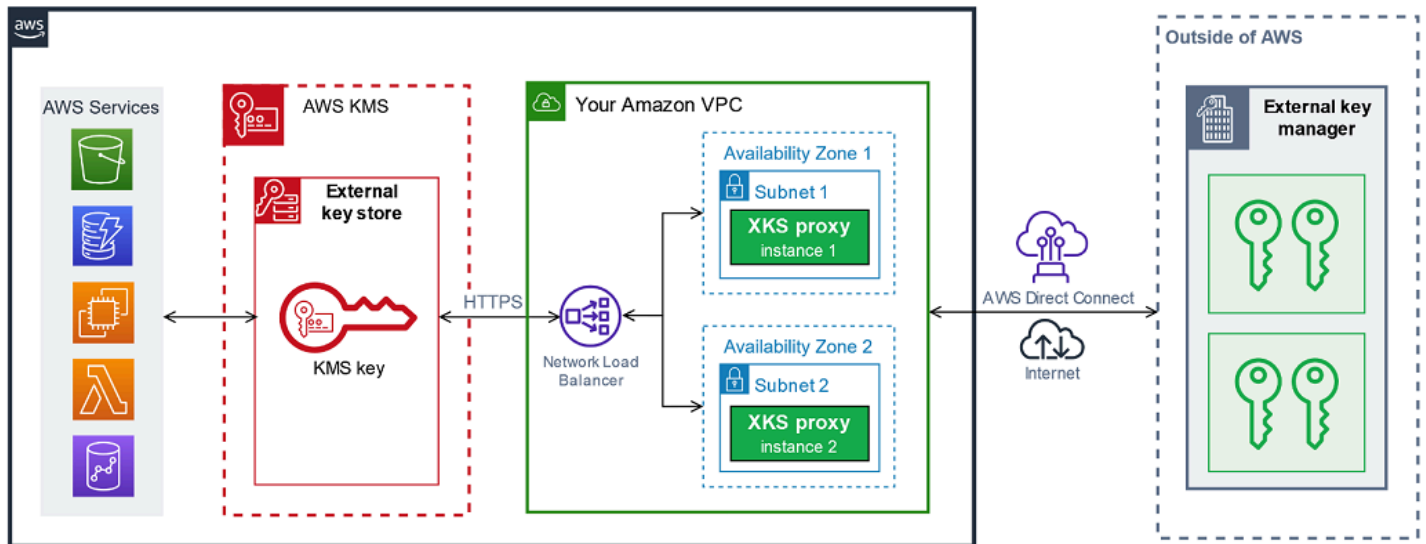 aws
AWS Services
AWS KMS
External
key store
KMS key
HTTPS
Your Amazon VPC
Network Load
Balancer
Availability Zone 1
Subnet 1
XKS proxy
instance 1
Availability Zone 2
Subnet 2
XKS proxy
instance 2
AWS Direct Connect
Internet
Outside of AWS
External key
manager